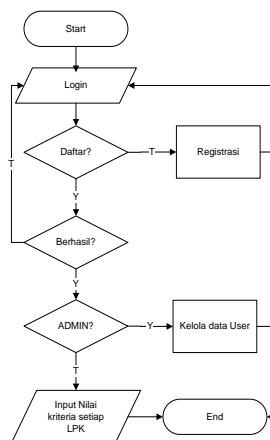 Start
Login
Daftar?
T
Registrasi
T
Y
Berhasil?
Y
ADMIN?
Y
Kelola data User
T
Input Nilai
kriteria setiap
LPK
End